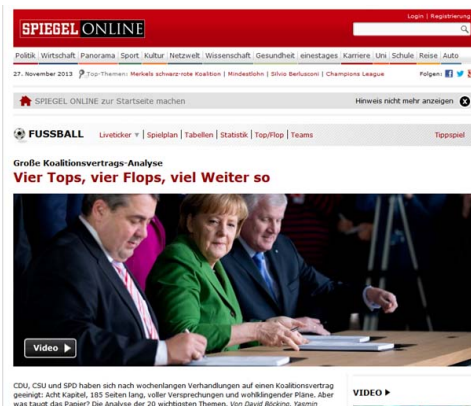 SPIEGEL ONLINE
Login | Registrierung
Politik | Wirtschaft | Panorama | Sport | Kultur | Netzwelt | Wissenschaft | Gesundheit | einestages | Karriere | Uni | Schule | Reise | Auto
27. November 2013 Top-Themen: Merkels schwarz-rote Koalition | Mindestlohn | Silvio Berlusconi | Champions League Folgen:
SPIEGEL ONLINE zur Startseite machen Hinweis nicht mehr anzeigen
FUSSBALL Liveticker | Spielplan | Tabellen | Statistik | Top/Flop | Teams Tippspiel
Große Koalitionsvertrags-Analyse
Vier Tops, vier Flops, viel Weiter so
Video
CDU, CSU und SPD haben sich nach wochenlangen Verhandlungen auf einen Koalitionsvertrag
geeinigt: Acht Kapitel, 185 Seiten lang, voller Versprechungen und wohlklingender Pläne. Aber
was taugt das Papier? Die Analyse der 20 wichtigsten Themen. Von David Böcking, Yasmin
VIDEO